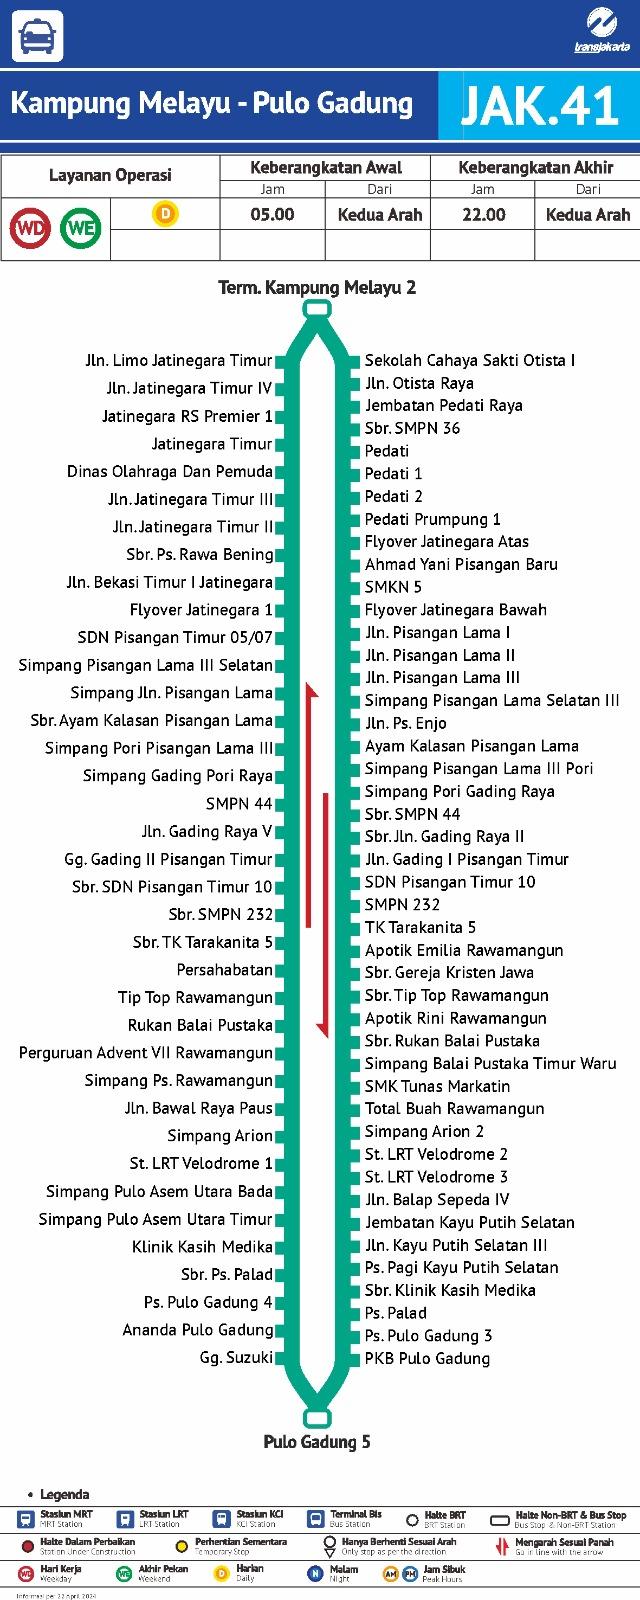 transjakarta
Kampung Melayu - Pulo Gadung
JAK.41
Layanan Operasi
Keberangkatan Awal
Keberangkatan Akhir
Jam
Dari
Jam
Dari
WD
WE
D
05.00
Kedua Arah
22.00
Kedua Arah
Term. Kampung Melayu 2
Jln. Limo Jatinegara Timur
Jln. Jatinegara Timur IV
Jatinegara RS Premier 1
Jatinegara Timur
Dinas Olahraga Dan Pemuda
Jln. Jatinegara Timur III
Jln. Jatinegara Timur II
Sbr. Ps. Rawa Bening
Jln. Bekasi Timur I Jatinegara
Flyover Jatinegara 1
SDN Pisangan Timur 05/07
Simpang Pisangan Lama III Selatan
Simpang Jln. Pisangan Lama
Sbr. Ayam Kalasan Pisangan Lama
Simpang Pori Pisangan Lama III
Simpang Gading Pori Raya
SMPN 44
Jln. Gading Raya V
Gg. Gading II Pisangan Timur
Sbr. SDN Pisangan Timur 10
Sbr. SMPN 232
Sbr. TK Tarakanita 5
Persahabatan
Tip Top Rawamangun
Rukan Balai Pustaka
Perguruan Advent VII Rawamangun
Simpang Ps. Rawamangun
Jln. Bawal Raya Paus
Simpang Arion
St. LRT Velodrome 1
Simpang Pulo Asem Utara Bada
Simpang Pulo Asem Utara Timur
Klinik Kasih Medika
Sbr. Ps. Palad
Ps. Pulo Gadung 4
Ananda Pulo Gadung
Gg. Suzuki
Sekolah Cahaya Sakti Otista I
Jln. Otista Raya
Jembatan Pedati Raya
Sbr. SMPN 36
Pedati
Pedati 1
Pedati 2
Pedati Prumpung 1
Flyover Jatinegara Atas
Ahmad Yani Pisangan Baru
SMKN 5
Flyover Jatinegara Bawah
Jln. Pisangan Lama I
Jln. Pisangan Lama II
Jln. Pisangan Lama III
Simpang Pisangan Lama Selatan III
Jln. Ps. Enjo
Ayam Kalasan Pisangan Lama
Simpang Pisangan Lama III Pori
Simpang Pori Gading Raya
Sbr. SMPN 44
Sbr. Jln. Gading Raya II
Jln. Gading I Pisangan Timur
SDN Pisangan Timur 10
SMPN 232
TK Tarakanita 5
Apotik Emilia Rawamangun
Sbr. Gereja Kristen Jawa
Sbr. Tip Top Rawamangun
Apotik Rini Rawamangun
Sbr. Rukan Balai Pustaka
Simpang Balai Pustaka Timur Waru
SMK Tunas Markatin
Total Buah Rawamangun
Simpang Arion 2
St. LRT Velodrome 2
St. LRT Velodrome 3
Jln. Balap Sepeda IV
Jembatan Kayu Putih Selatan
Jln. Kayu Putih Selatan III
Ps. Pagi Kayu Putih Selatan
Sbr. Klinik Kasih Medika
Ps. Palad
Ps. Pulo Gadung 3
PKB Pulo Gadung
Pulo Gadung 5
• Legenda
Stasiun MRT
MRT Station
Stasiun LRT
LRT Station
Stasiun KCI
KCI Station
Terminal Bis
Bus Station
Halte BRT
BRT Station
Halte Non-BRT & Bus Stop
Bus Stop & Non-BRT Station
Halte Dalam Perbaikan
Station Under Construction
Perhentian Sementara
Temporary Stop
Hanya Berhenti Sesuai Arah
Only stop as per the direction
Mengarah Sesuai Panah
Go in line with the arrow
WD
Hari Kerja
Weekday
WE
Akhir Pekan
Weekend
D
Harian
Daily
N
Malam
Night
AM
PM
Jam Sibuk
Peak Hours
Informasi per 22 April 2024